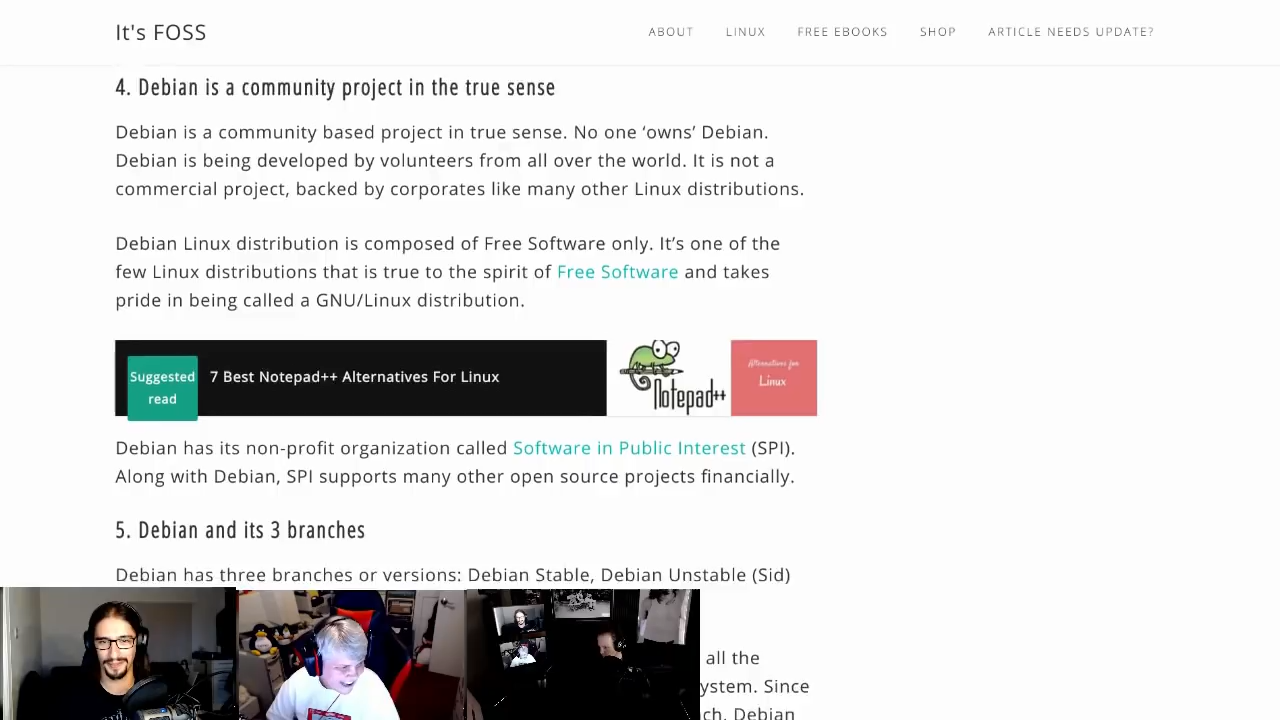 It's FOSS
ABOUT LINUX FREE EBOOKS SHOP ARTICLE NEEDS UPDATE?
4. Debian is a community project in the true sense
Debian is a community based project in true sense. No one ‘owns’ Debian.
Debian is being developed by volunteers from all over the world. It is not a
commercial project, backed by corporates like many other Linux distributions.
Debian Linux distribution is composed of Free Software only. It’s one of the
few Linux distributions that is true to the spirit of Free Software and takes
pride in being called a GNU/Linux distribution.
Suggested
read
7 Best Notepad++ Alternatives For Linux
Notepad++
Alternatives for
Linux
Debian has its non-profit organization called Software in Public Interest (SPI).
Along with Debian, SPI supports many other open source projects financially.
5. Debian and its 3 branches
Debian has three branches or versions: Debian Stable, Debian Unstable (Sid)
all the
ystem. Since
ch, Debian